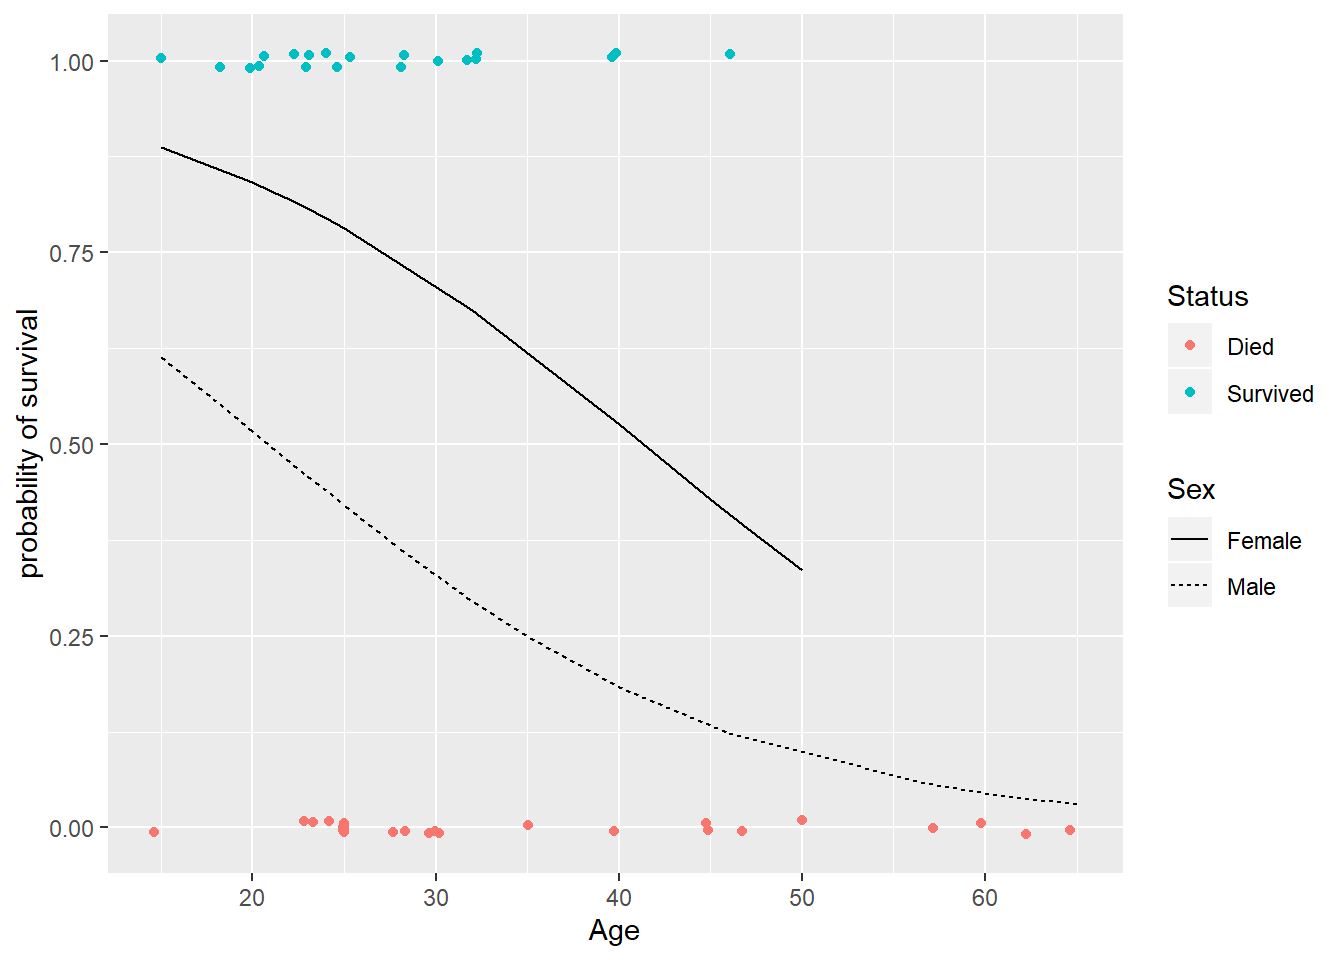 1.00
0.75
0.50
0.25
0.00
probability of survival
20 30 40 50 60
Age
Status
Died
Survived
Sex
Female
Male